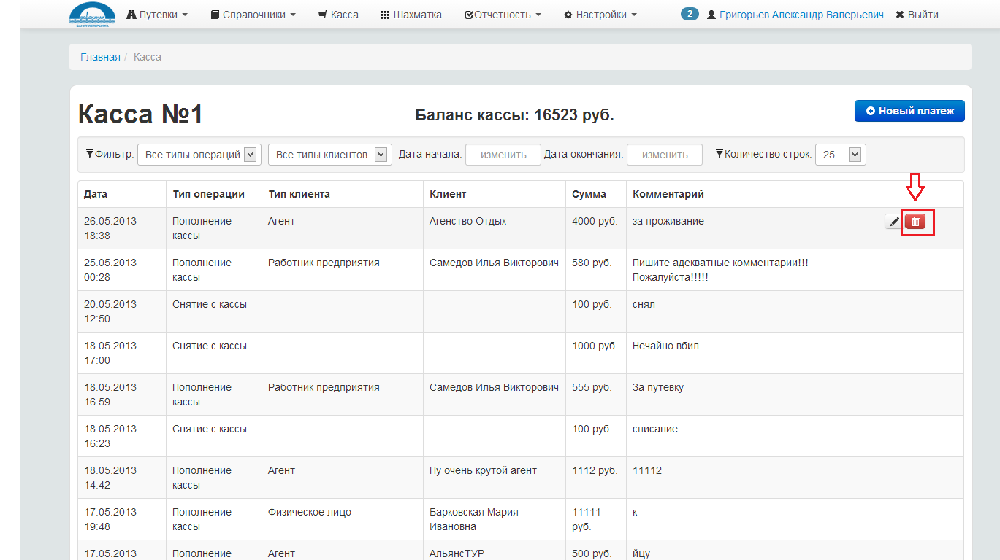 ВОДОКАНАЛ
САНКТ-ПЕТЕРБУРГА
Путевки Справочники Касса Шахматка Отчетность Настройки 2 Григорьев Александр Валерьевич Выйти
Главная / Касса
Касса №1 Баланс кассы: 16523 руб. Новый платеж
Фильтр: Все типы операций Все типы клиентов Дата начала: изменить Дата окончания: изменить Количество строк: 25
Дата Тип операции Тип клиента Клиент Сумма Комментарий
26.05.2013 Пополнение Агент Агенство Отдых 4000 руб. за проживание
18:38 кассы
25.05.2013 Пополнение Работник предприятия Самедов Илья Викторович 580 руб. Пишите адекватные комментарии!!!
00:28 кассы Пожалуйста!!!!!
20.05.2013 Снятие с кассы 100 руб. снял
12:50
18.05.2013 Снятие с кассы 1000 руб. Нечайно вбил
17:00
18.05.2013 Пополнение Работник предприятия Самедов Илья Викторович 555 руб. За путевку
16:59 кассы
18.05.2013 Снятие с кассы 100 руб. списание
16:23
18.05.2013 Пополнение Агент Ну очень крутой агент 1112 руб. 11112
14:42 кассы
17.05.2013 Пополнение Физическое лицо Барковская Мария 11111 к
19:48 кассы Ивановна руб.
17.05.2013 Пополнение Агент АльянсТУР 500 руб. йцу